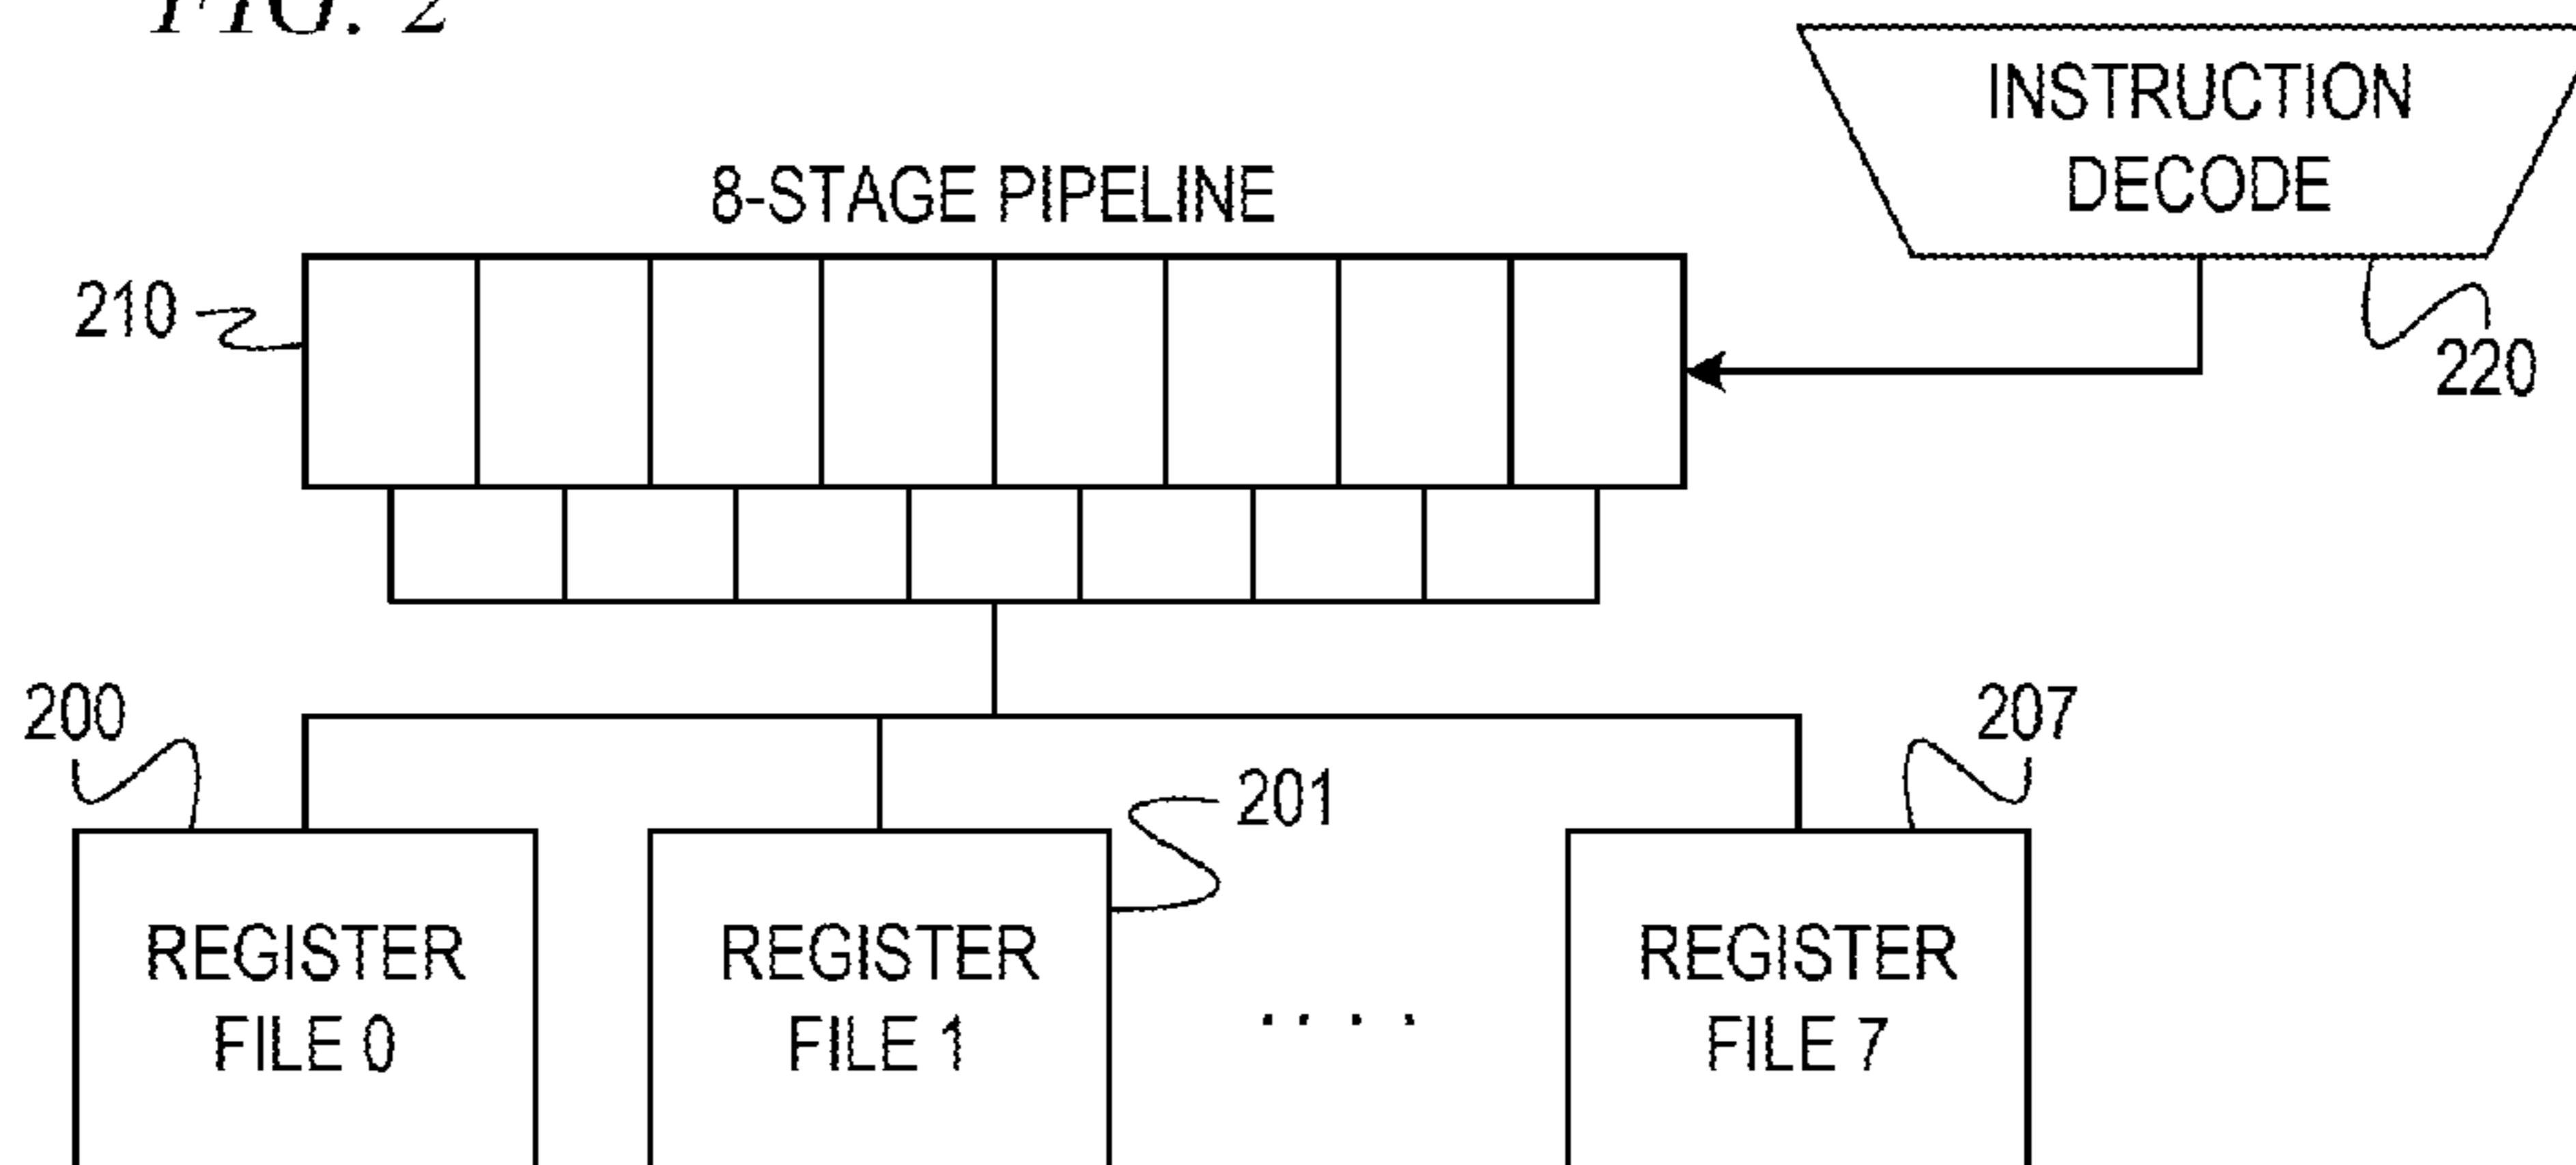 FIG. 2
INSTRUCTION
DECODE
8-STAGE PIPELINE
210
220
200
207
201
REGISTER
FILE 0
REGISTER
FILE 1
. . . .
REGISTER
FILE 7